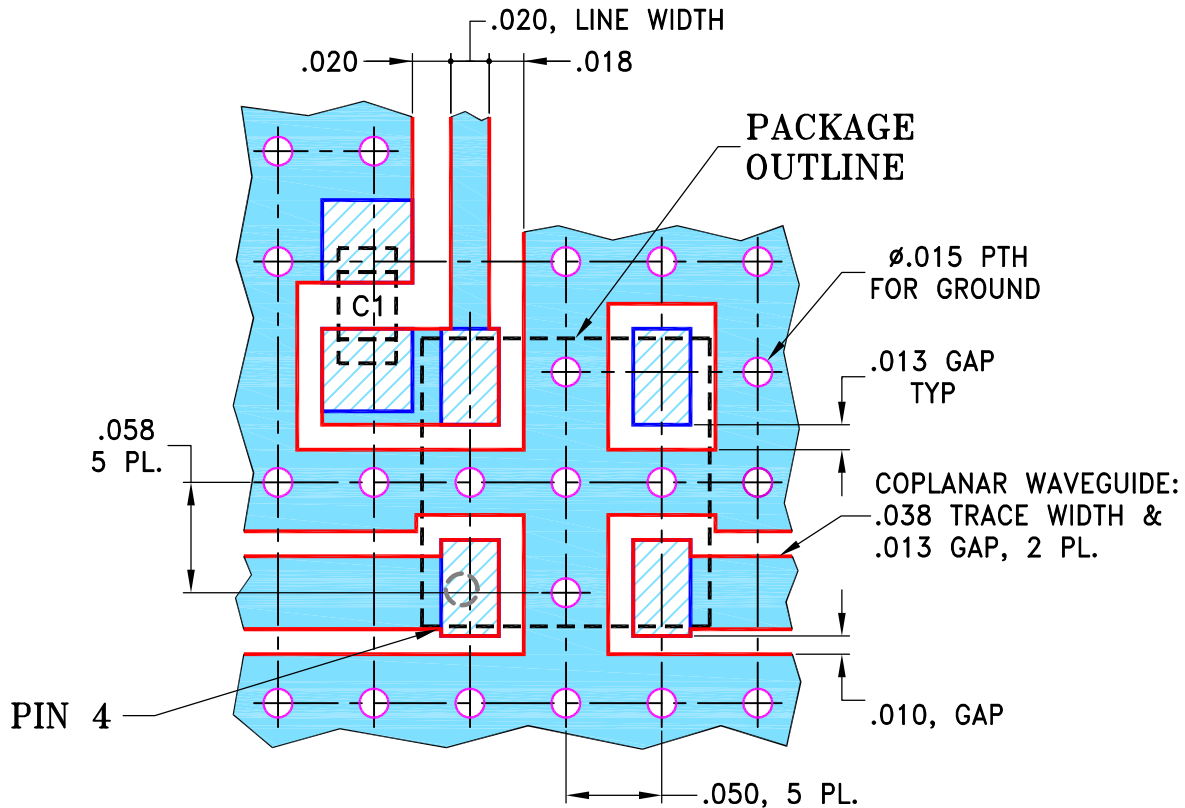 .020, LINE WIDTH
.020
.018
PACKAGE
OUTLINE
ø.015 PTH
FOR GROUND
C1
.013 GAP
TYP
.058
5 PL.
COPLANAR WAVEGUIDE:
.038 TRACE WIDTH &
.013 GAP, 2 PL.
PIN 4
.010, GAP
.050, 5 PL.